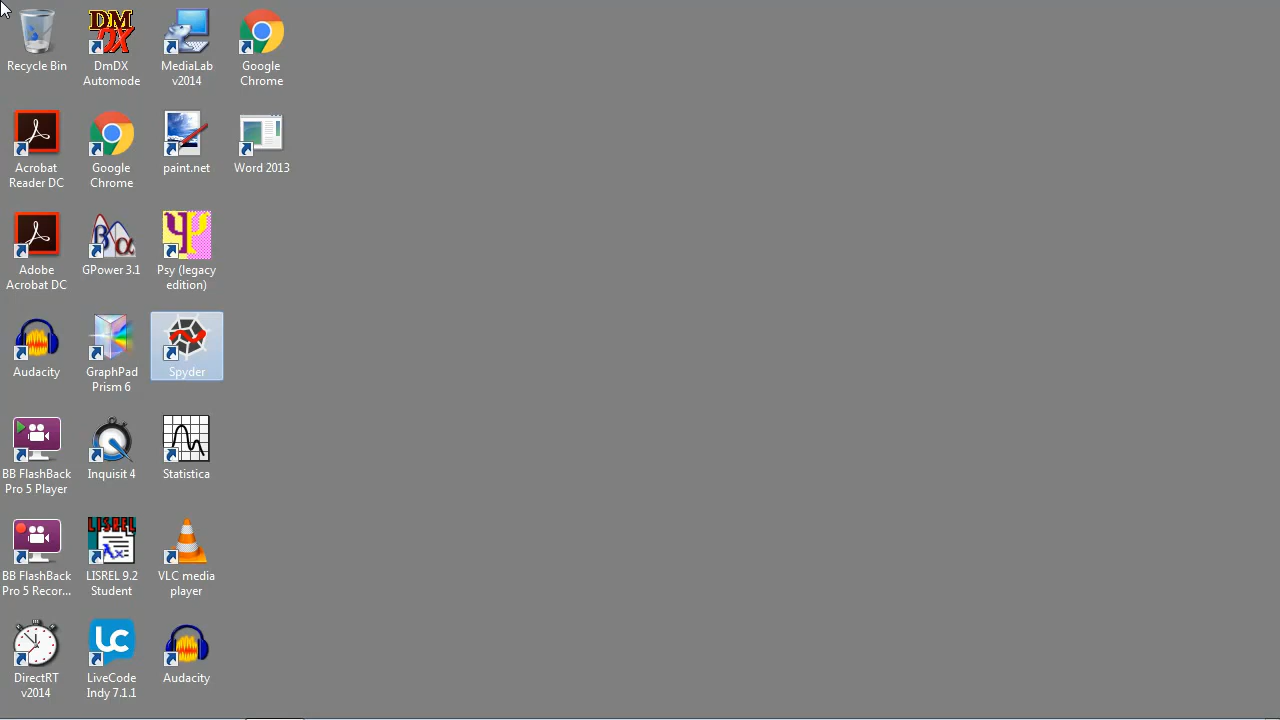 Recycle Bin
DMDX
DmDX
Automode
MediaLab
v2014
Google
Chrome
Acrobat
Reader DC
Google
Chrome
paint.net
Word 2013
Adobe
Acrobat DC
β α
GPower 3.1
Psy (legacy
edition)
Audacity
GraphPad
Prism 6
Spyder
BB FlashBack
Pro 5 Player
Inquisit 4
Statistica
BB FlashBack
Pro 5 Recor...
LISREL
LISREL 9.2
Student
VLC media
player
DirectRT
v2014
LC
LiveCode
Indy 7.1.1
Audacity